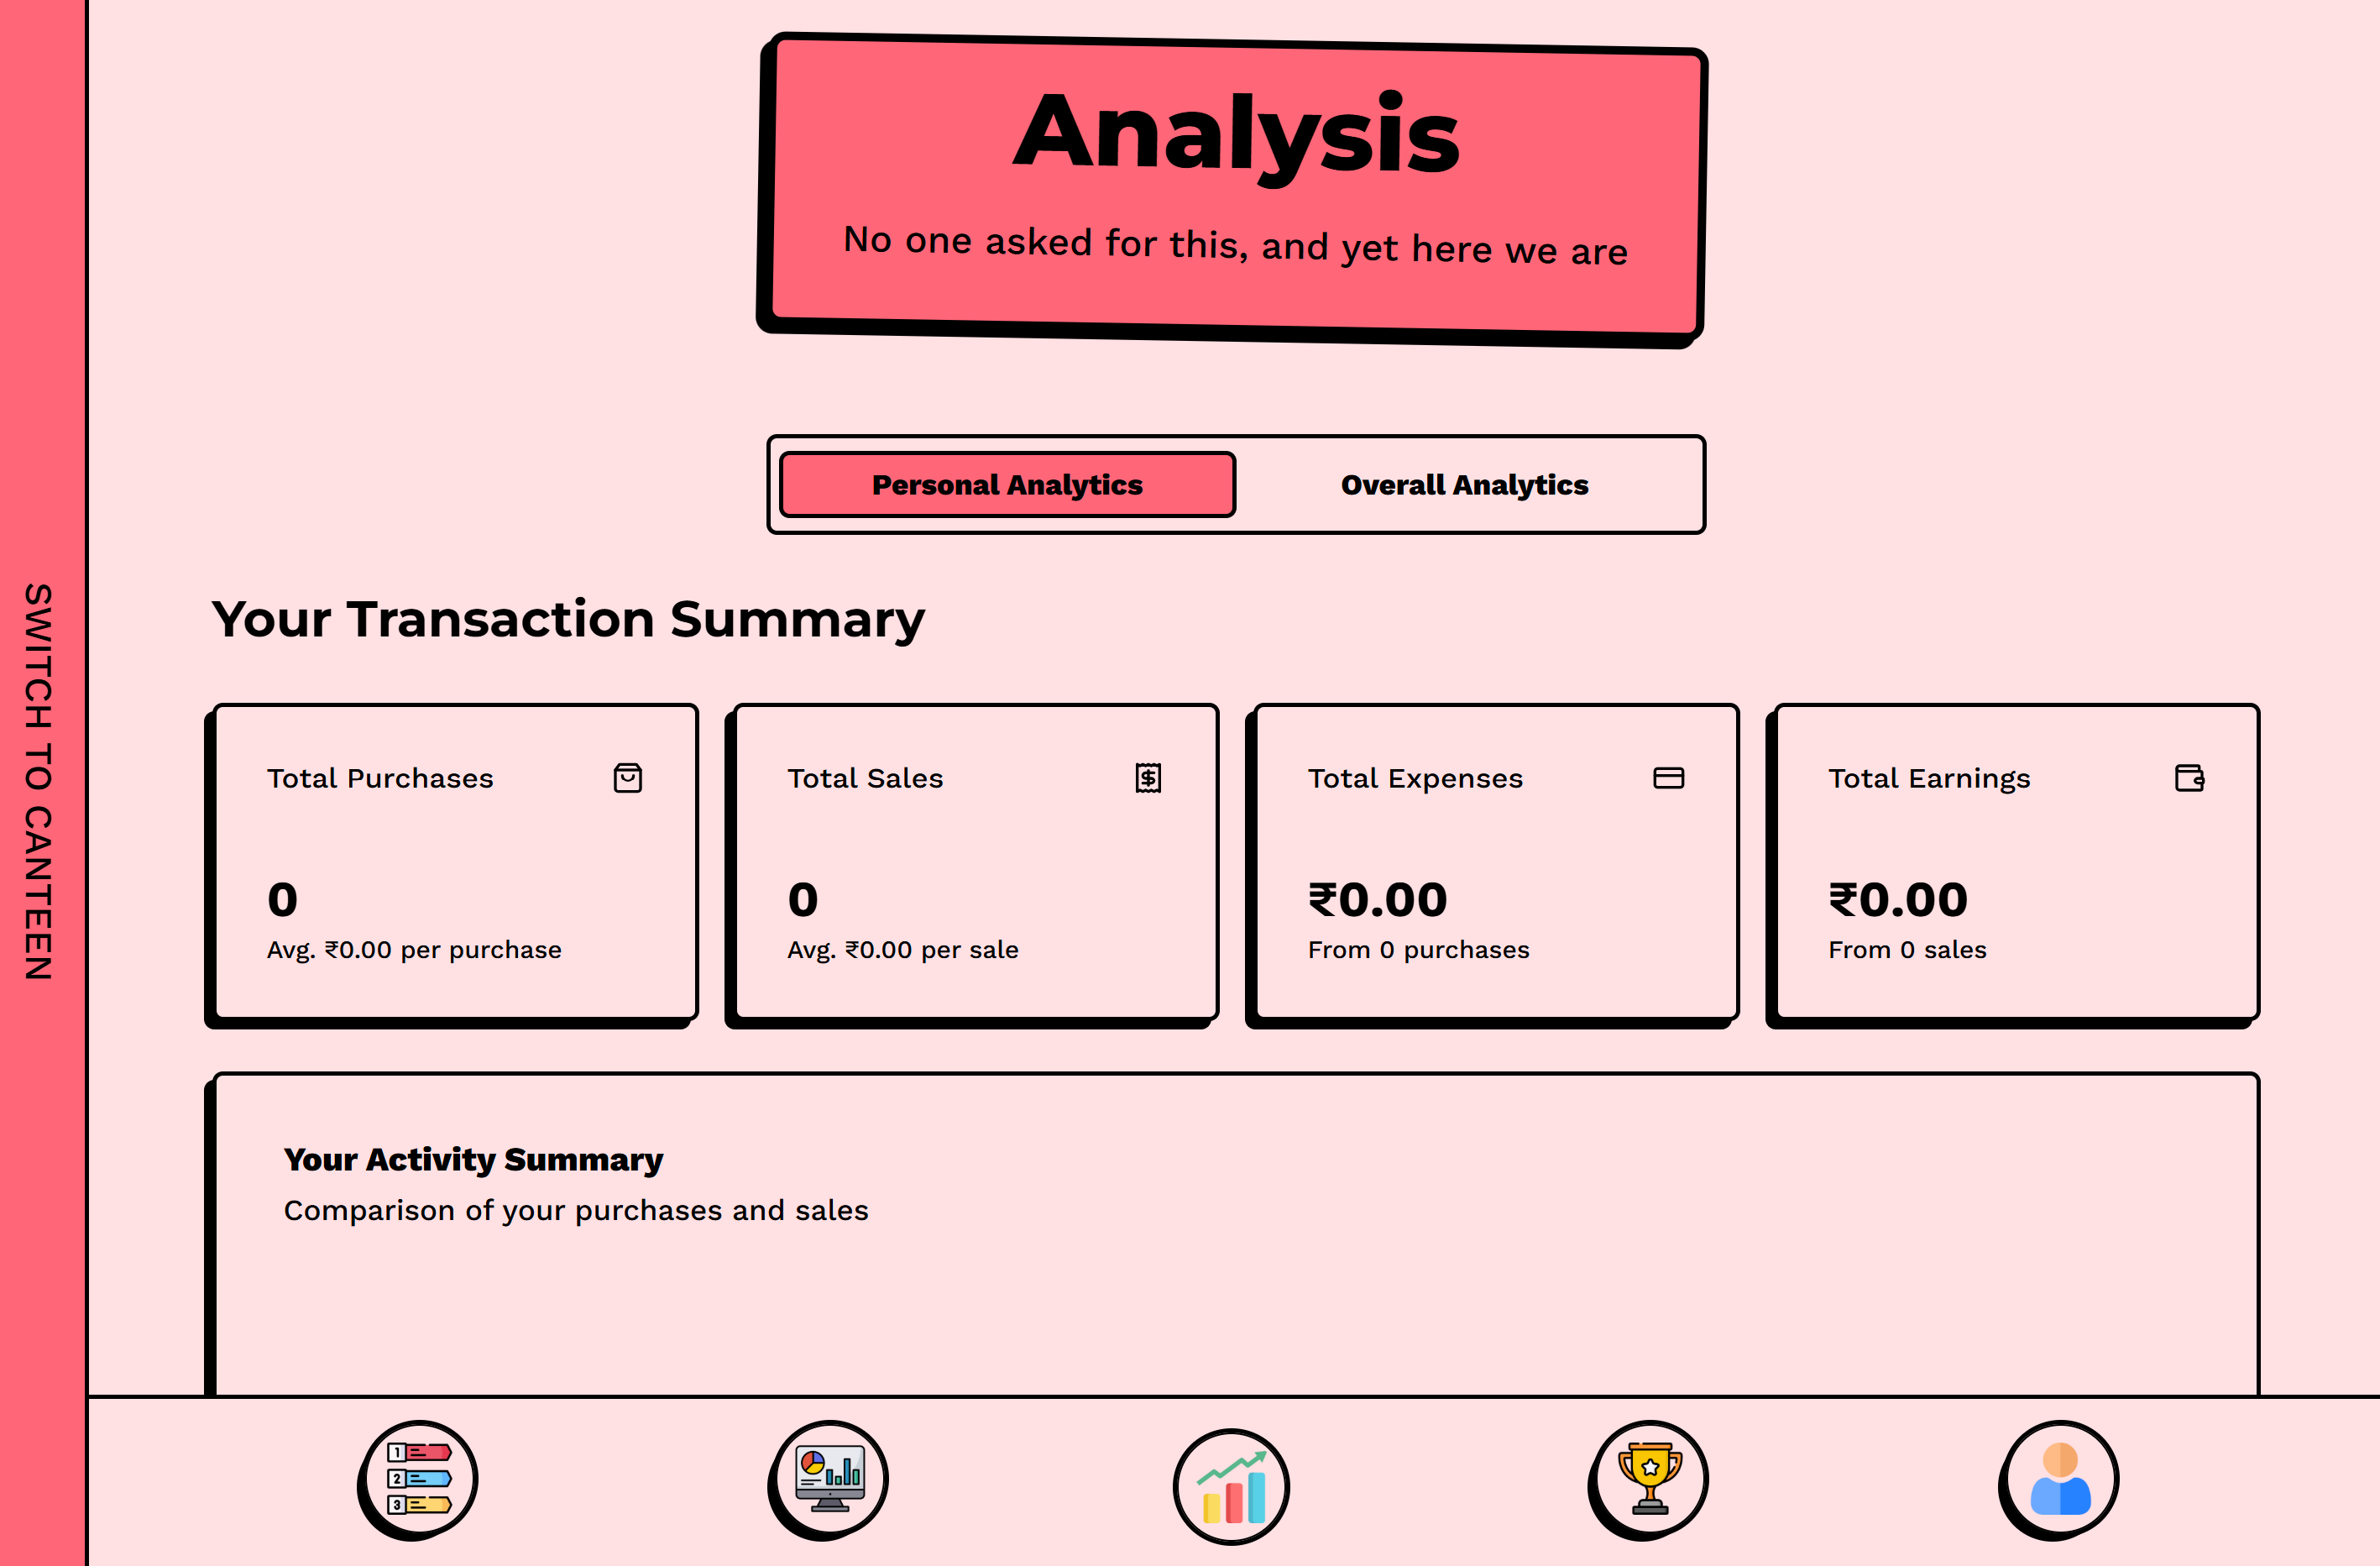 Analysis
No one asked for this, and yet here we are
Personal Analytics
Overall Analytics
SWITCH TO CANTEEN
Your Transaction Summary
Total Purchases
0
Avg. ₹0.00 per purchase
Total Sales
0
Avg. ₹0.00 per sale
Total Expenses
₹0.00
From 0 purchases
Total Earnings
₹0.00
From 0 sales
Your Activity Summary
Comparison of your purchases and sales
1
2
3